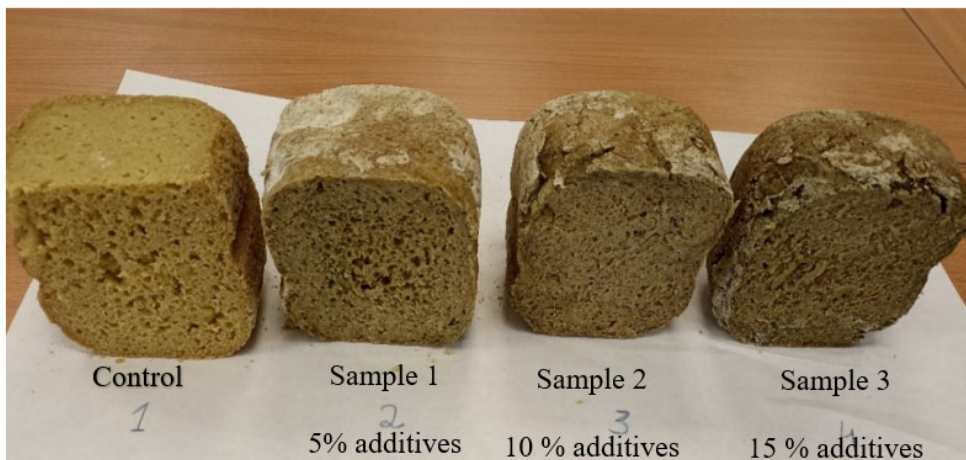 Control
Sample 1
Sample 2
Sample 3
1
2
3
4
5% additives
10 % additives
15 % additives